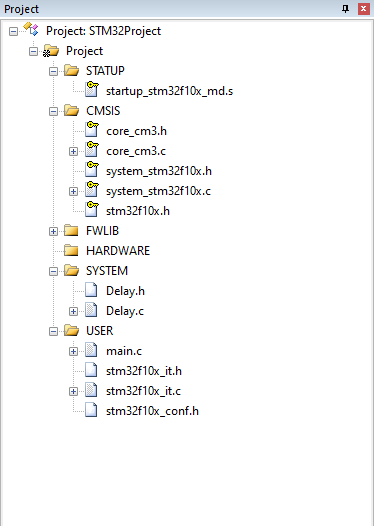 Project
Project: STM32Project
Project
STATUP
startup_stm32f10x_md.s
CMSIS
core_cm3.h
core_cm3.c
system_stm32f10x.h
system_stm32f10x.c
stm32f10x.h
FWLIB
HARDWARE
SYSTEM
Delay.h
Delay.c
USER
main.c
stm32f10x_it.h
stm32f10x_it.c
stm32f10x_conf.h